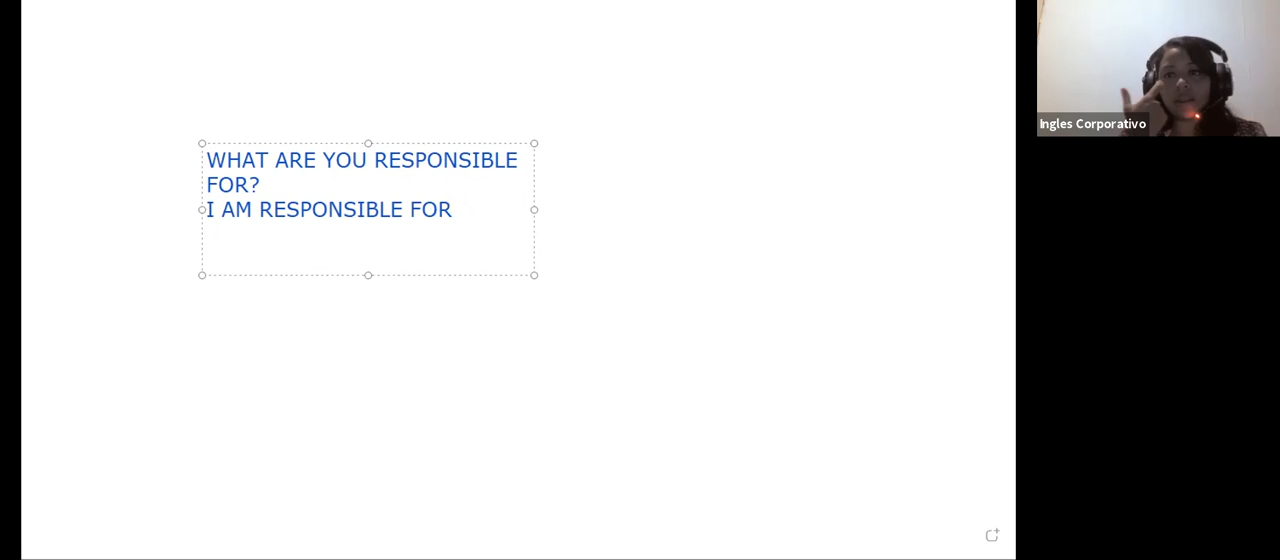 WHAT ARE YOU RESPONSIBLE
FOR?
I AM RESPONSIBLE FOR
Ingles Corporativo